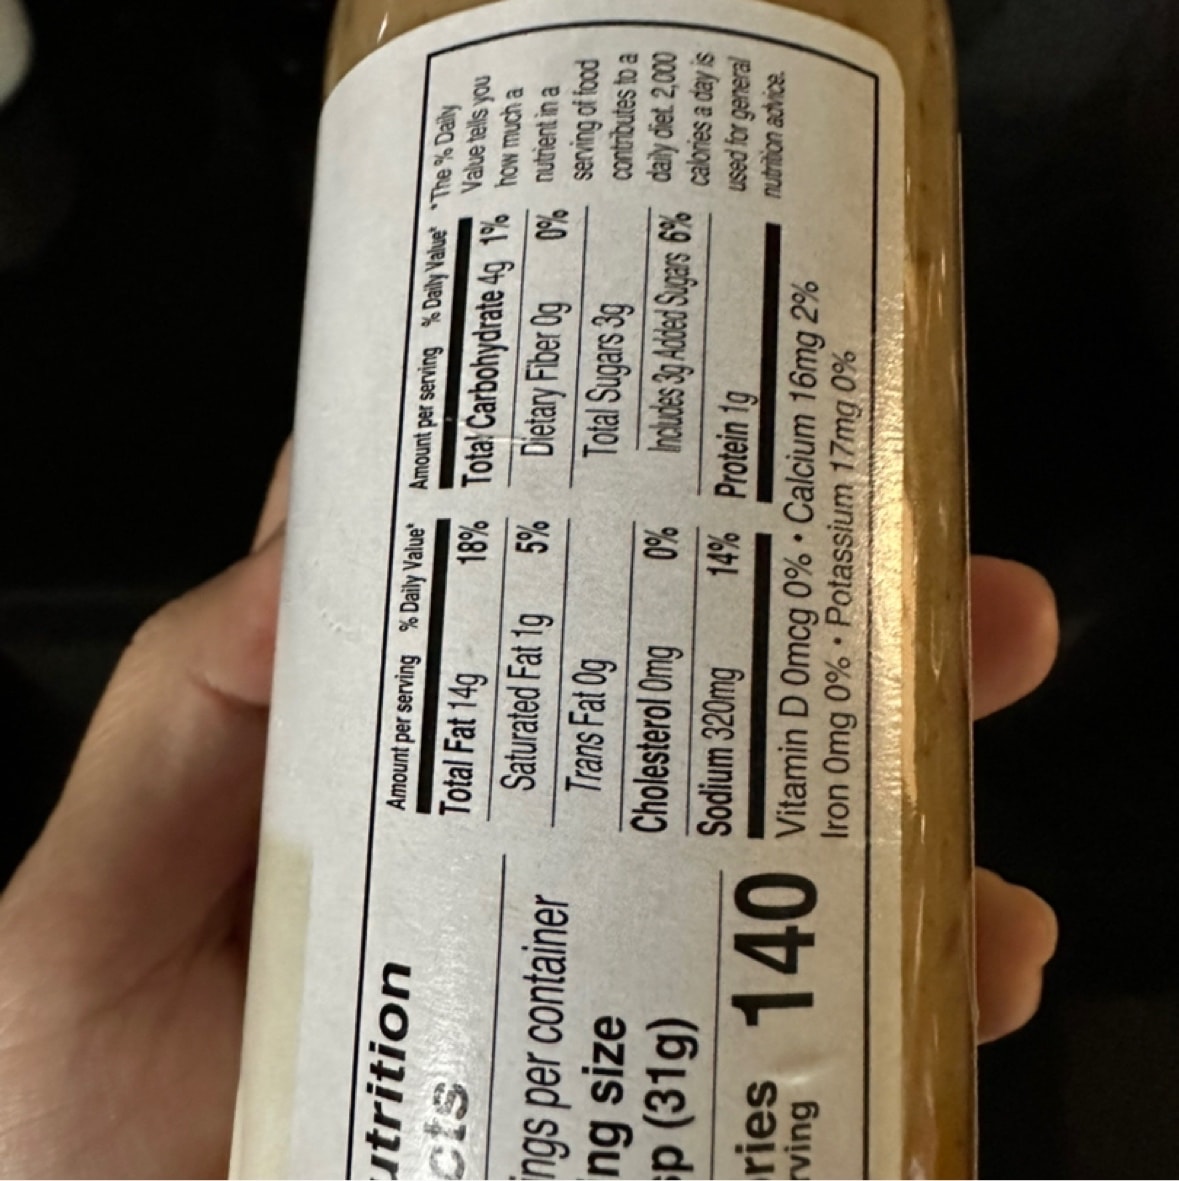 utrition
cts
ings per container
ng size
sp (31g)
ries 140
rving
Amount per serving % Daily Value*
Total Fat 14g 18%
Saturated Fat 1g 5%
Trans Fat 0g
Cholesterol 0mg 0%
Sodium 320mg 14%
Amount per serving % Daily Value*
Total Carbohydrate 4g 1%
Dietary Fiber 0g 0%
Total Sugars 3g
Includes 3g Added Sugars 6%
Protein 1g
Vitamin D 0mcg 0% • Calcium 16mg 2%
Iron 0mg 0% • Potassium 17mg 0%
*The % Daily
Value tells you
how much a
nutrient in a
serving of food
contributes to a
daily diet. 2,000
calories a day is
used for general
nutrition advice.